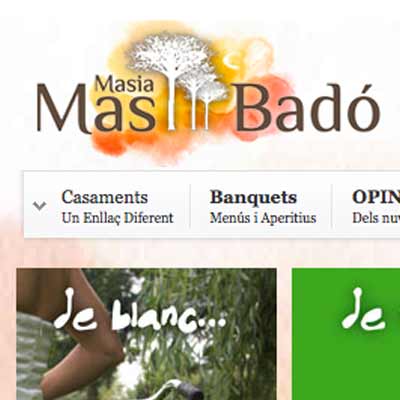 Masia
Mas Badó
Casaments
Un Enllaç Diferent
Banquets
Menús i Aperitius
OPIN
Dels nu
de blanc...
de